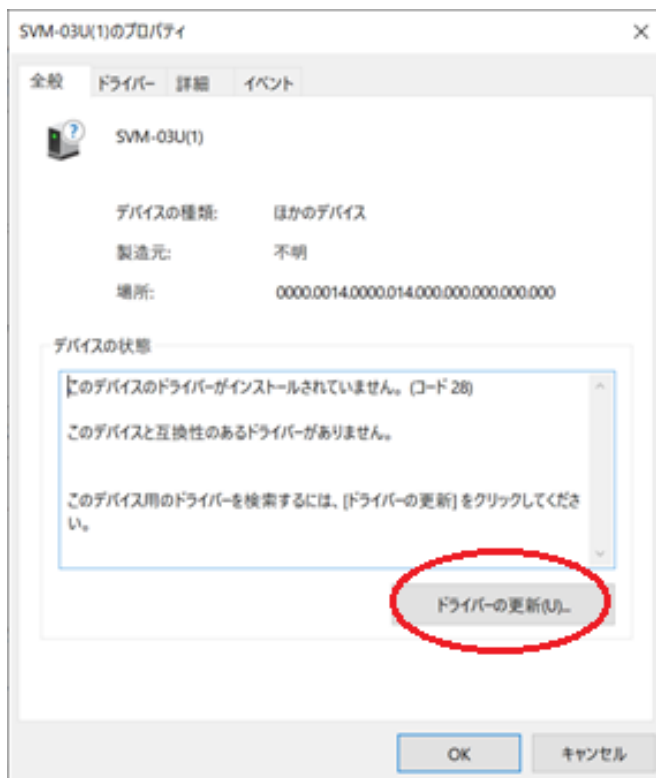 SVM-03U(1)のプロパティ
全般 ドライバー 詳細 イベント
SVM-03U(1)
デバイスの種類: ほかのデバイス
製造元: 不明
場所: 0000.0014.0000.014.000.000.000.000.000
デバイスの状態
このデバイスのドライバーがインストールされていません。(コード 28)
このデバイスと互換性のあるドライバーがありません。
このデバイス用のドライバーを検索するには、[ドライバーの更新] をクリックしてくださ
い。
ドライバーの更新(U)...
OK キャンセル